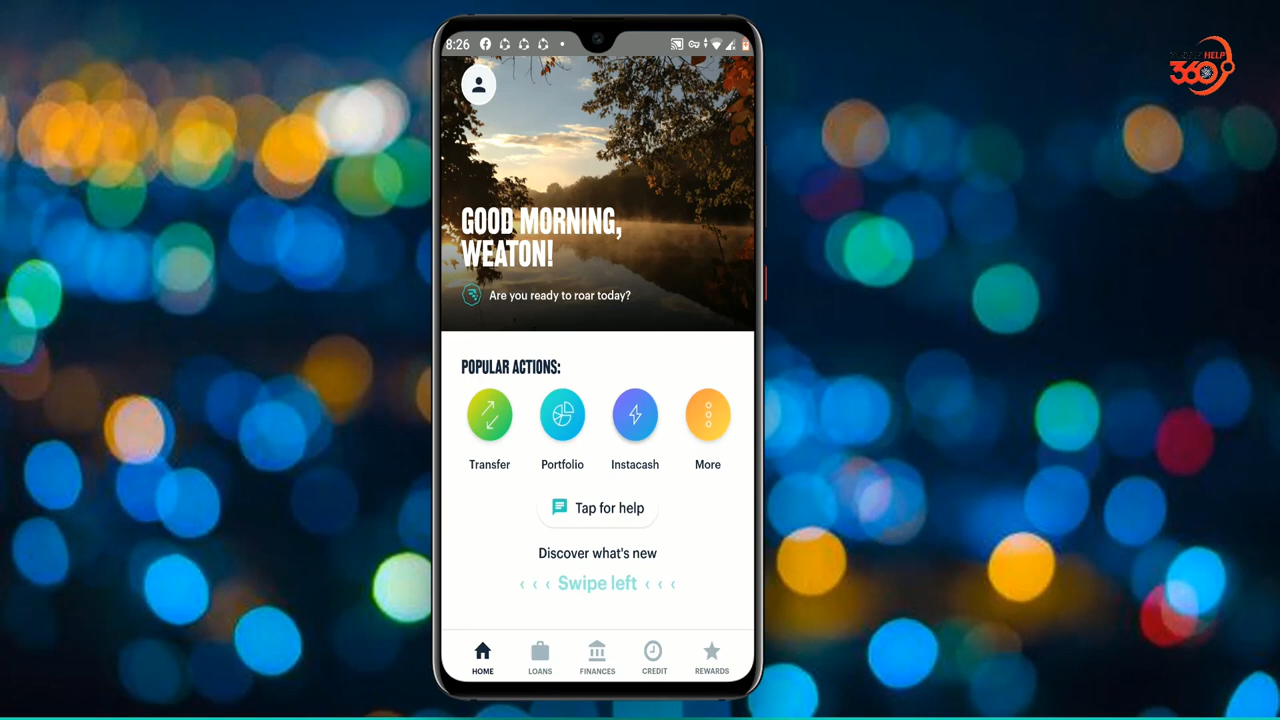 8:26
HELP
360
GOOD MORNING,
WEATON!
Are you ready to roar today?
POPULAR ACTIONS:
Transfer
Portfolio
Instacash
More
Tap for help
Discover what's new
‹ ‹ ‹ Swipe left ‹ ‹ ‹
HOME
LOANS
FINANCES
CREDIT
REWARDS